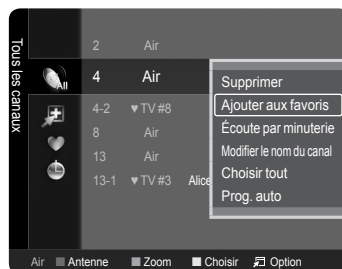 Tous les canaux
All
2 Air
4 Air
4-2 ♥ TV #8
8 Air
13 Air
13-1 ♥ TV #3 Alice
Supprimer
Ajouter aux favoris
Écoute par minuterie
Modifier le nom du canal
Choisir tout
Prog. auto
Air Antenne Zoom Choisir Option